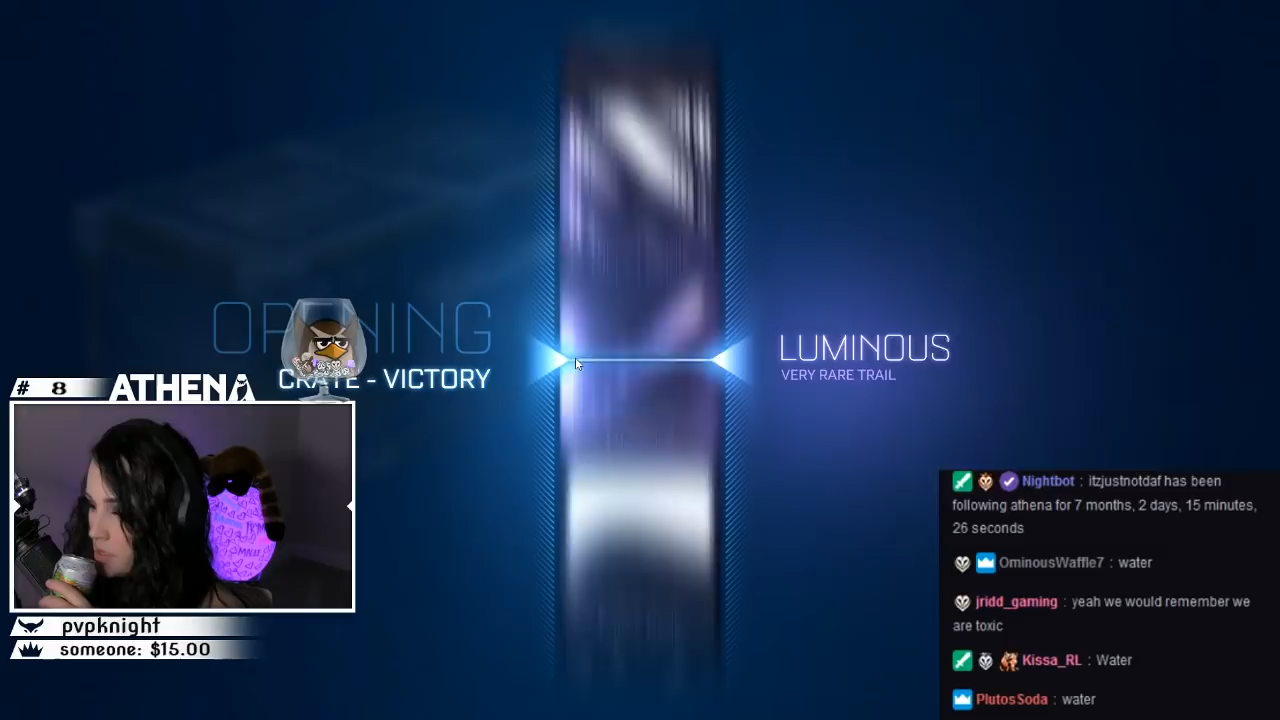 OPENING
CRATE - VICTORY
LUMINOUS
VERY RARE TRAIL
# 8 ATHENA
pvpknight
someone: $15.00
Nightbot : itzjustnotdaf has been
following athena for 7 months, 2 days, 15 minutes,
26 seconds
OminousWaffle7 : water
jridd_gaming : yeah we would remember we
are toxic
Kissa_RL : Water
PlutosSoda : water